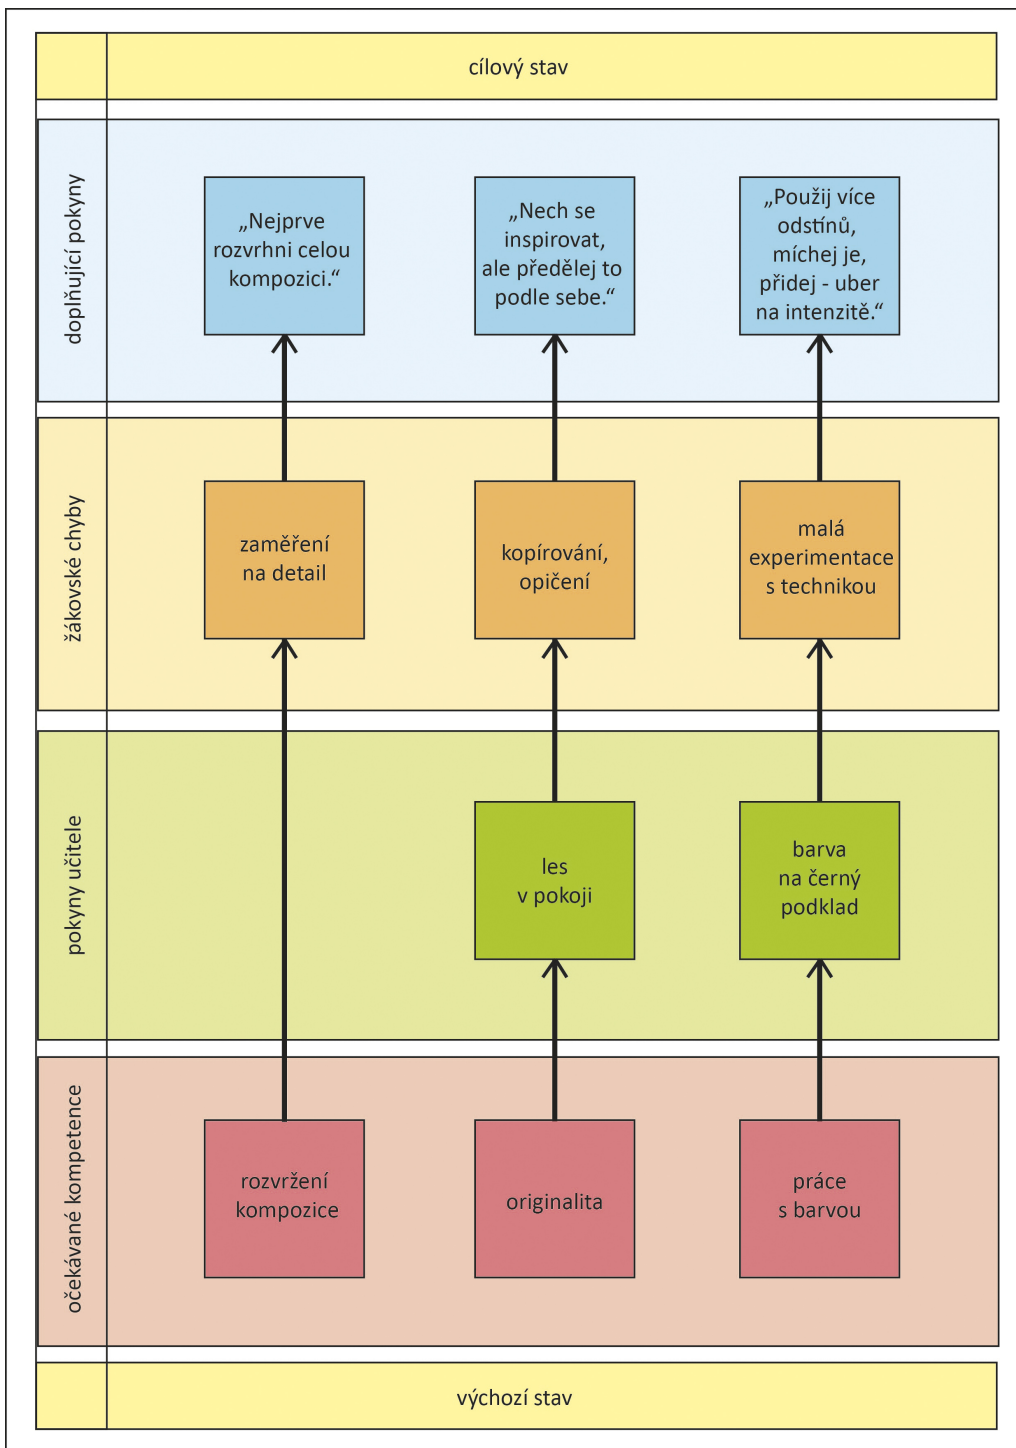 cílový stav
doplňující pokyny
„Nejprve
rozvrhni celou
kompozici.“
„Nech se
inspirovat,
ale předělej to
podle sebe.“
„Použij více
odstínů,
míchej je,
přidej - uber
na intenzitě.“
žákovské chyby
zaměření
na detail
kopírování,
opičení
malá
experimentace
s technikou
pokyny učitele
les
v pokoji
barva
na černý
podklad
očekávané kompetence
rozvržení
kompozice
originalita
práce
s barvou
výchozí stav